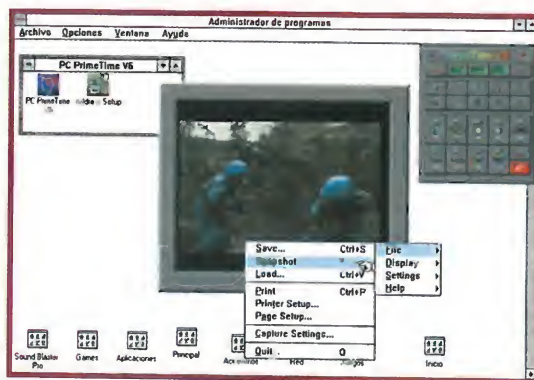 Administrador de programas
Archivo Opciones Ventana Ayuda
PC PrimeTime V6
PC PrimeTime
Setup
Save... Ctrl+S
Snapshot
Load... Ctrl+V
Print Ctrl+P
Printer Setup...
Page Setup...
Capture Settings...
Quit.. Q
File
Display
Settings
Help
Sound Blaster Pro
Games
Aplicaciones
Principal
Red
Juegos
Inicio